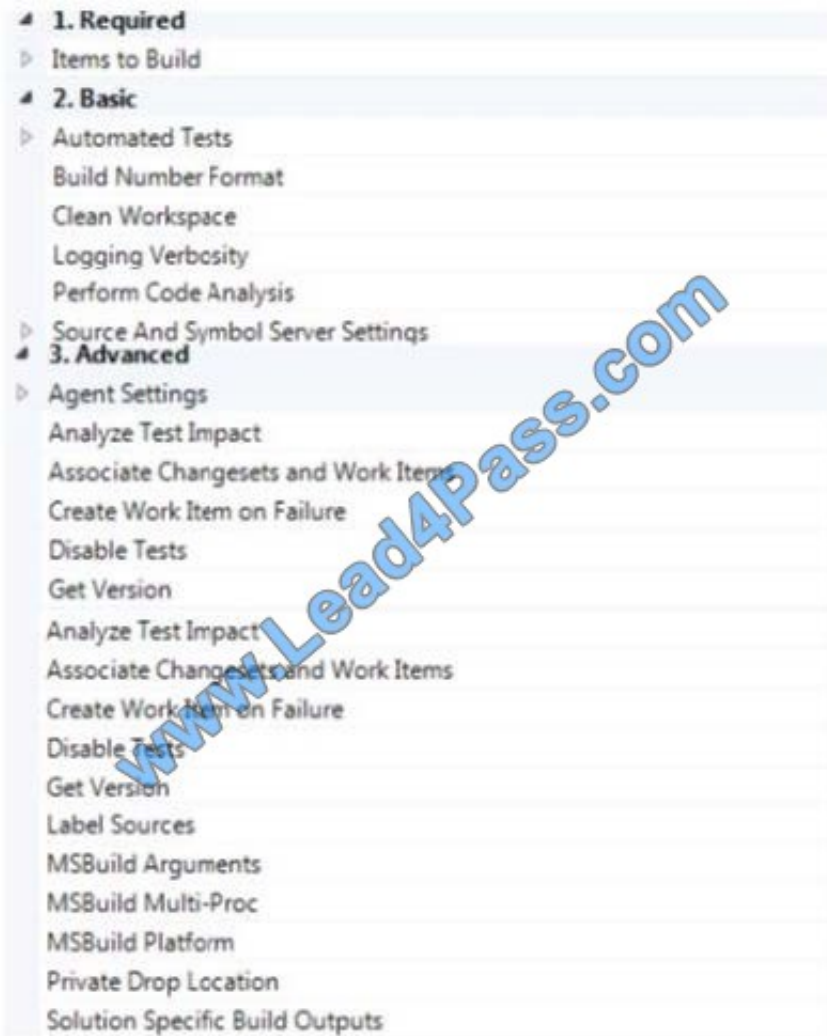 1. Required
Items to Build
2. Basic
Automated Tests
Build Number Format
Clean Workspace
Logging Verbosity
Perform Code Analysis
Source And Symbol Server Settings
3. Advanced
Agent Settings
Analyze Test Impact
Associate Changesets and Work Items
Create Work Item on Failure
Disable Tests
Get Version
Analyze Test Impact
Associate Changesets and Work Items
Create Work Item on Failure
Disable Tests
Get Version
Label Sources
MSBuild Arguments
MSBuild Multi-Proc
MSBuild Platform
Private Drop Location
Solution Specific Build Outputs
www.Lead4Pass.com